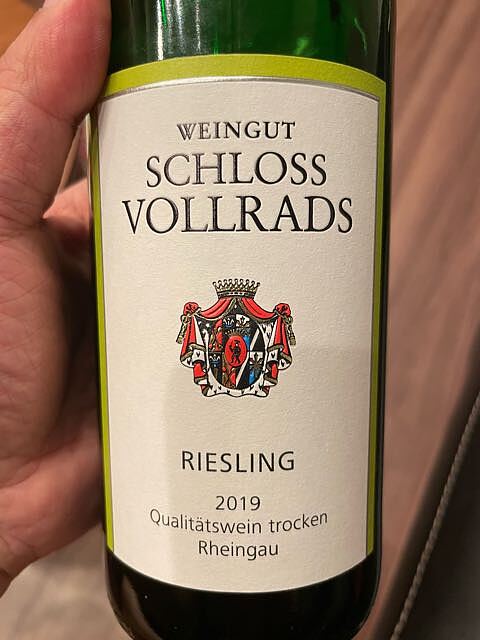 WEINGUT
SCHLOSS
VOLLRADS
RIESLING
2019
Qualitätswein trocken
Rheingau